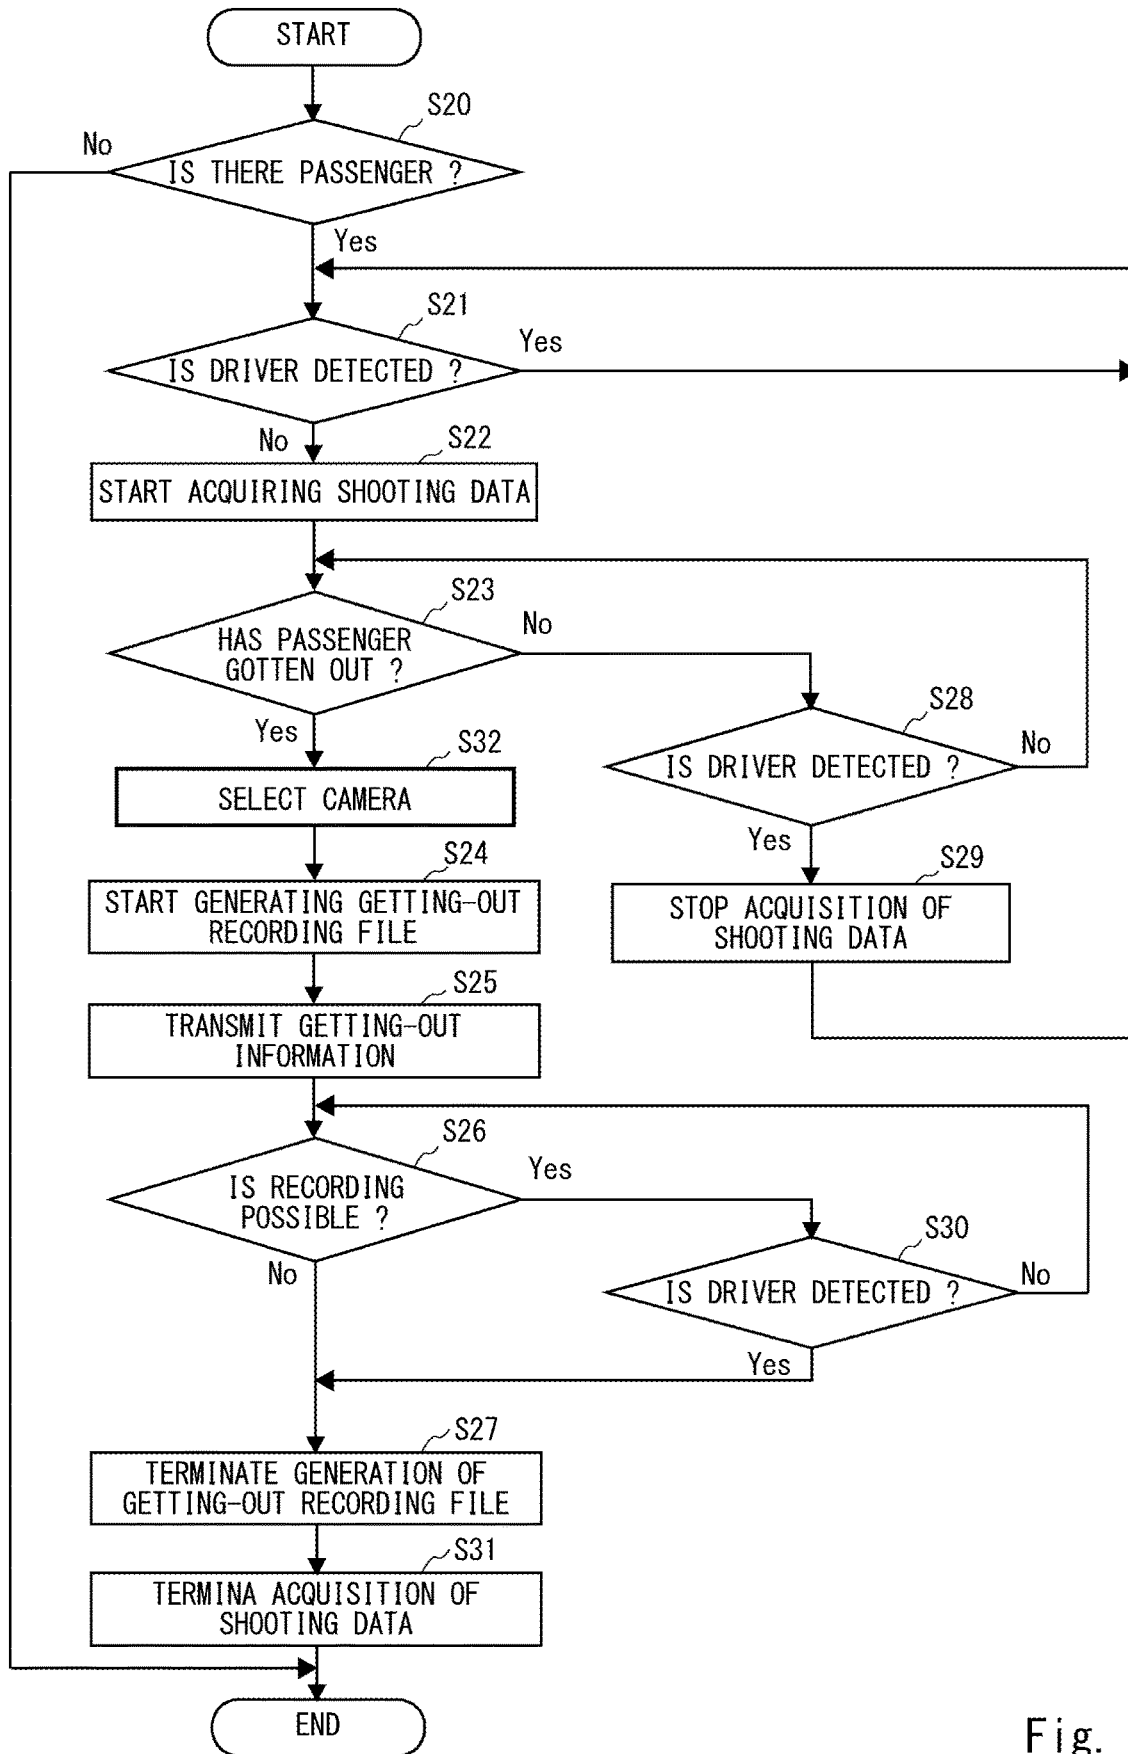 START
S20
No
IS THERE PASSENGER ?
Yes
S21
Yes
IS DRIVER DETECTED ?
No
S22
START ACQUIRING SHOOTING DATA
S23
No
HAS PASSENGER
GOTTEN OUT ?
Yes
S28
No
IS DRIVER DETECTED ?
Yes
S32
SELECT CAMERA
S24
START GENERATING GETTING-OUT
RECORDING FILE
S29
STOP ACQUISITION OF
SHOOTING DATA
S25
TRANSMIT GETTING-OUT
INFORMATION
S26
Yes
IS RECORDING
POSSIBLE ?
No
S30
No
IS DRIVER DETECTED ?
Yes
S27
TERMINATE GENERATION OF
GETTING-OUT RECORDING FILE
S31
TERMINA ACQUISITION OF
SHOOTING DATA
END
Fig.